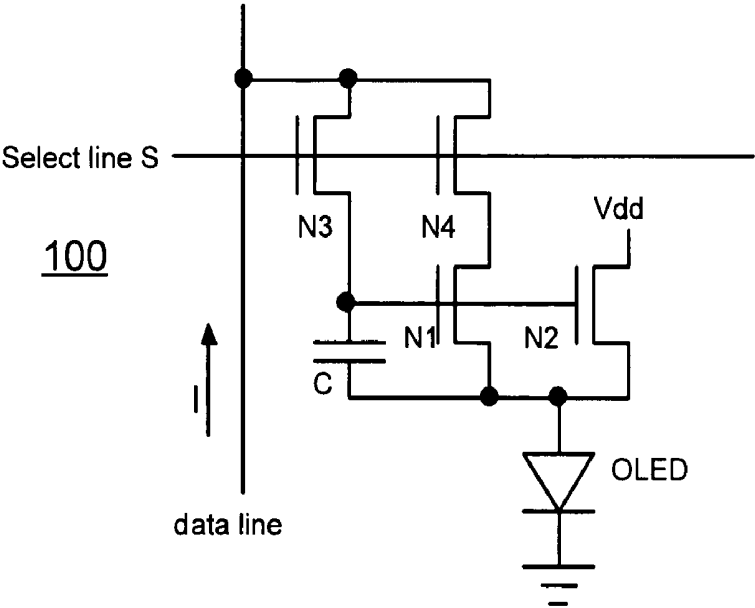 Select line S
N3
N4
Vdd
100
N1
N2
C
I
OLED
data line